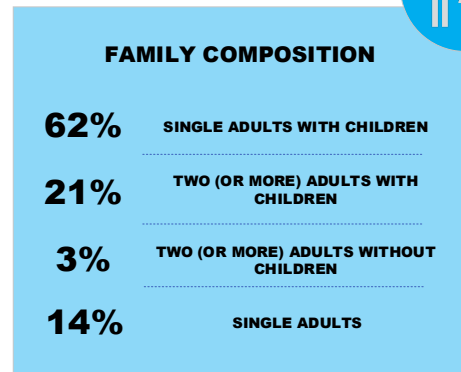 FAMILY COMPOSITION
62% SINGLE ADULTS WITH CHILDREN
21% TWO (OR MORE) ADULTS WITH
CHILDREN
3% TWO (OR MORE) ADULTS WITHOUT
CHILDREN
14% SINGLE ADULTS